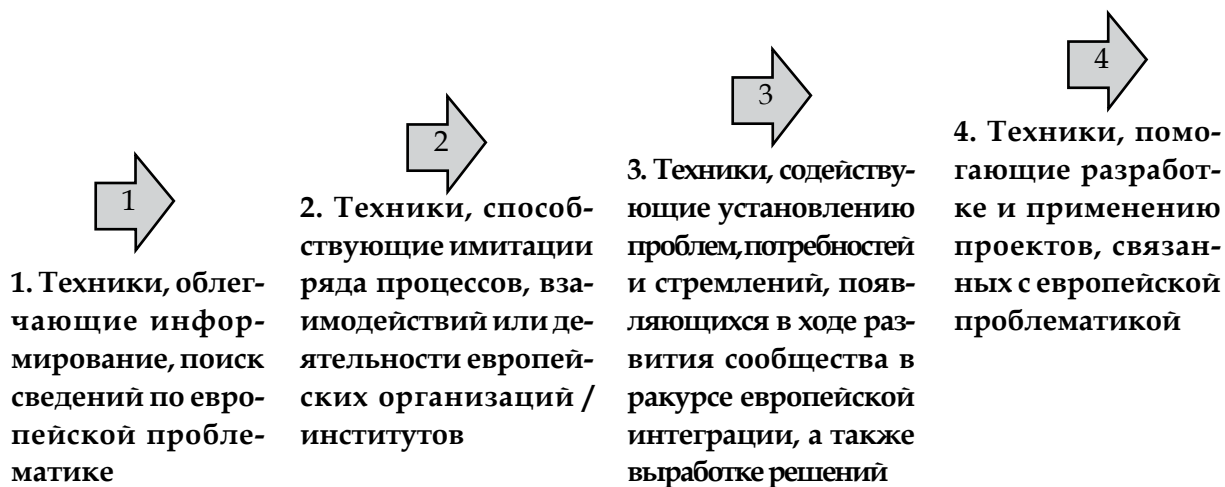 1
1. Техники, облег-
чающие инфор-
мирование, поиск
сведений по евро-
пейской пробле-
матике
2
2. Техники, способ-
ствующие имитации
ряда процессов, вза-
имодействий или де-
ятельности европей-
ских организаций /
институтов
3
3. Техники, содейству-
ющие установлению
проблем,потребностей
и стремлений, появ-
ляющихся в ходе раз-
вития сообщества в
ракурсе европейской
интеграции, а также
выработке решений
4
4. Техники, помо-
гающие разработ-
ке и применению
проектов, связан-
ных с европейской
проблематикой